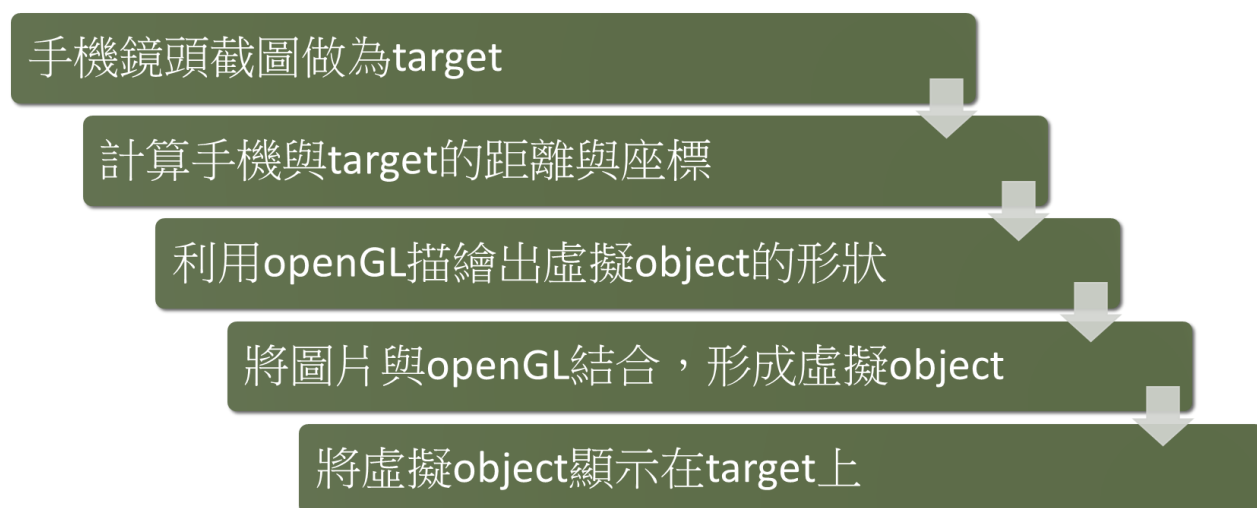 手機鏡頭截圖做為target
計算手機與target的距離與座標
利用openGL描繪出虛擬object的形狀
將圖片與openGL結合，形成虛擬object
將虛擬object顯示在target上